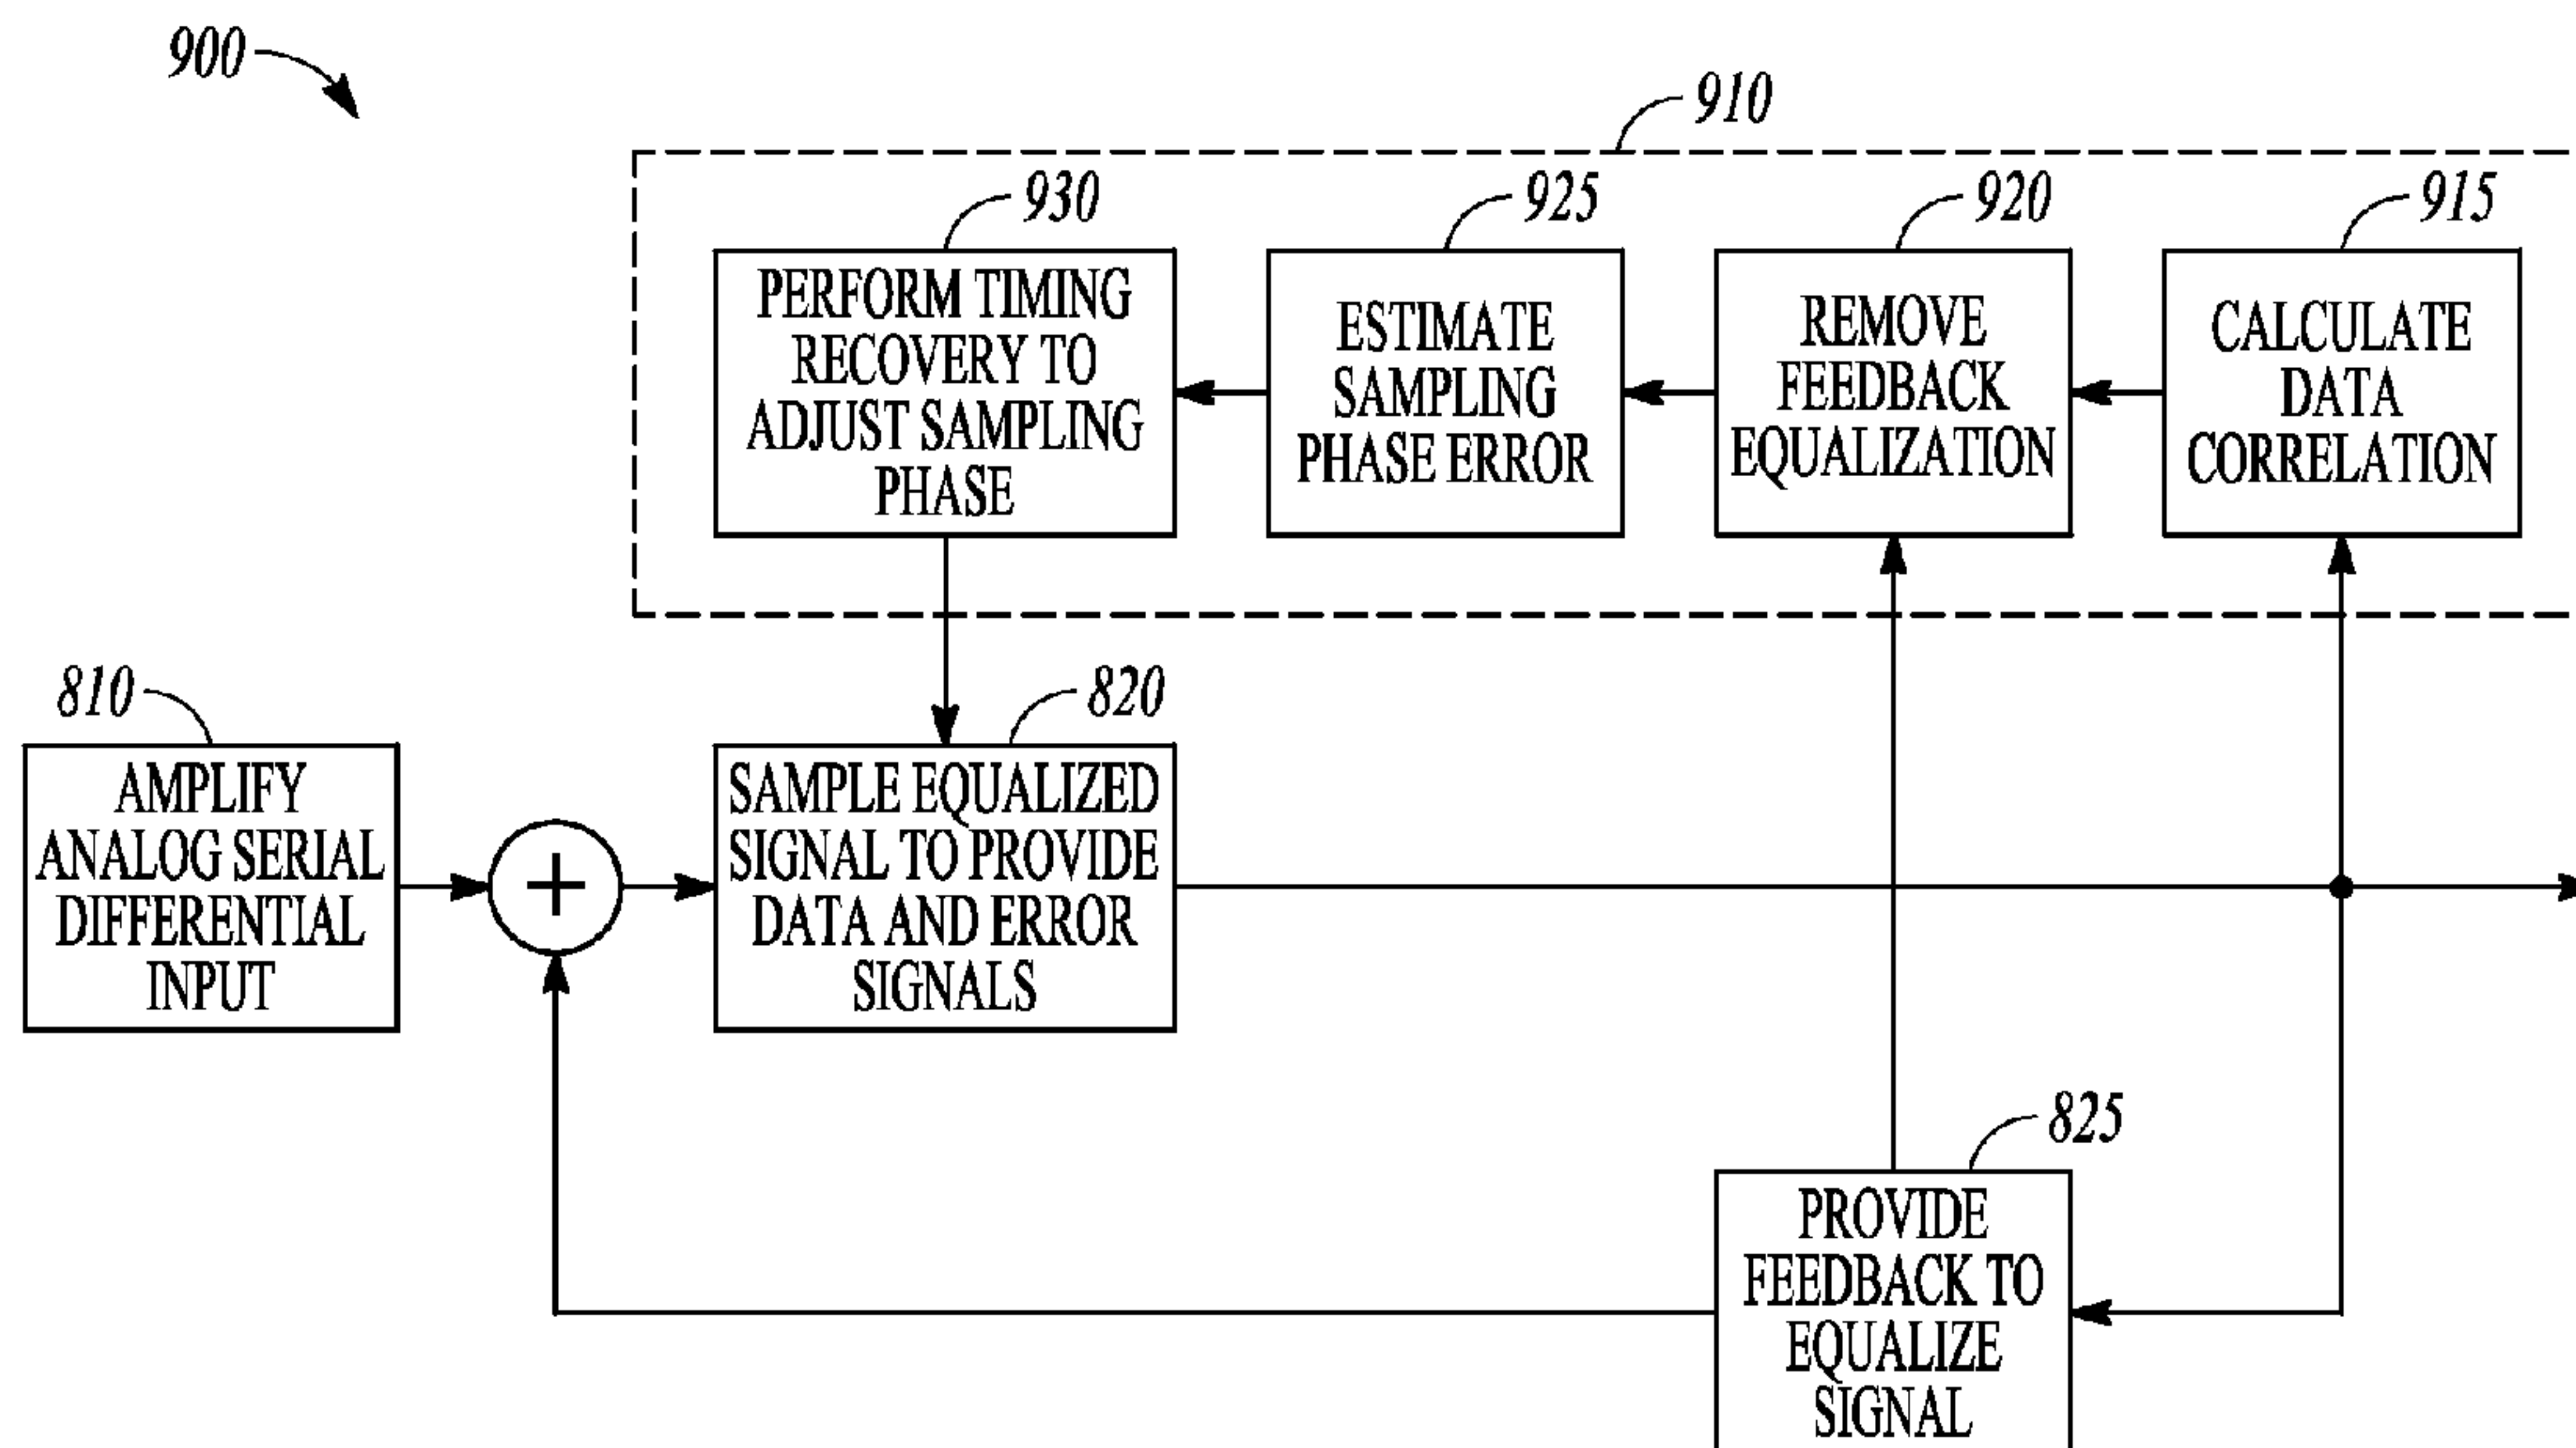 900
910
930
925
920
915
PERFORM TIMING
RECOVERY TO
ADJUST SAMPLING
PHASE
ESTIMATE
SAMPLING
PHASE ERROR
REMOVE
FEEDBACK
EQUALIZATION
CALCULATE
DATA
CORRELATION
810
820
AMPLIFY
ANALOG SERIAL
DIFFERENTIAL
INPUT
+
SAMPLE EQUALIZED
SIGNAL TO PROVIDE
DATA AND ERROR
SIGNALS
825
PROVIDE
FEEDBACK TO
EQUALIZE
SIGNAL